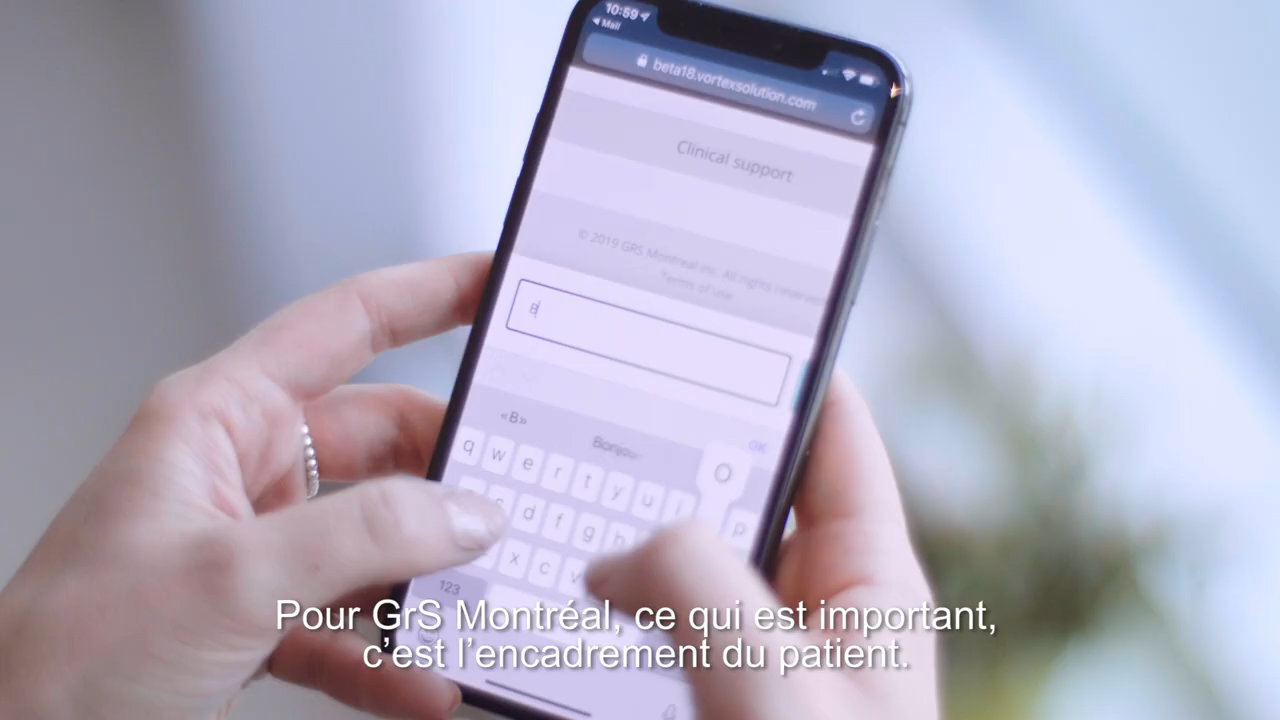 10:59
Mail
beta18.vortexsolution.com
Clinical support
© 2019 GRS Montreal Inc. All rights reserved
Terms of use
B
«B» Bonjour
OK
O
q w e r t y u i p
s d f g h
x c v
123
Pour GrS Montréal, ce qui est important,
c’est l’encadrement du patient.